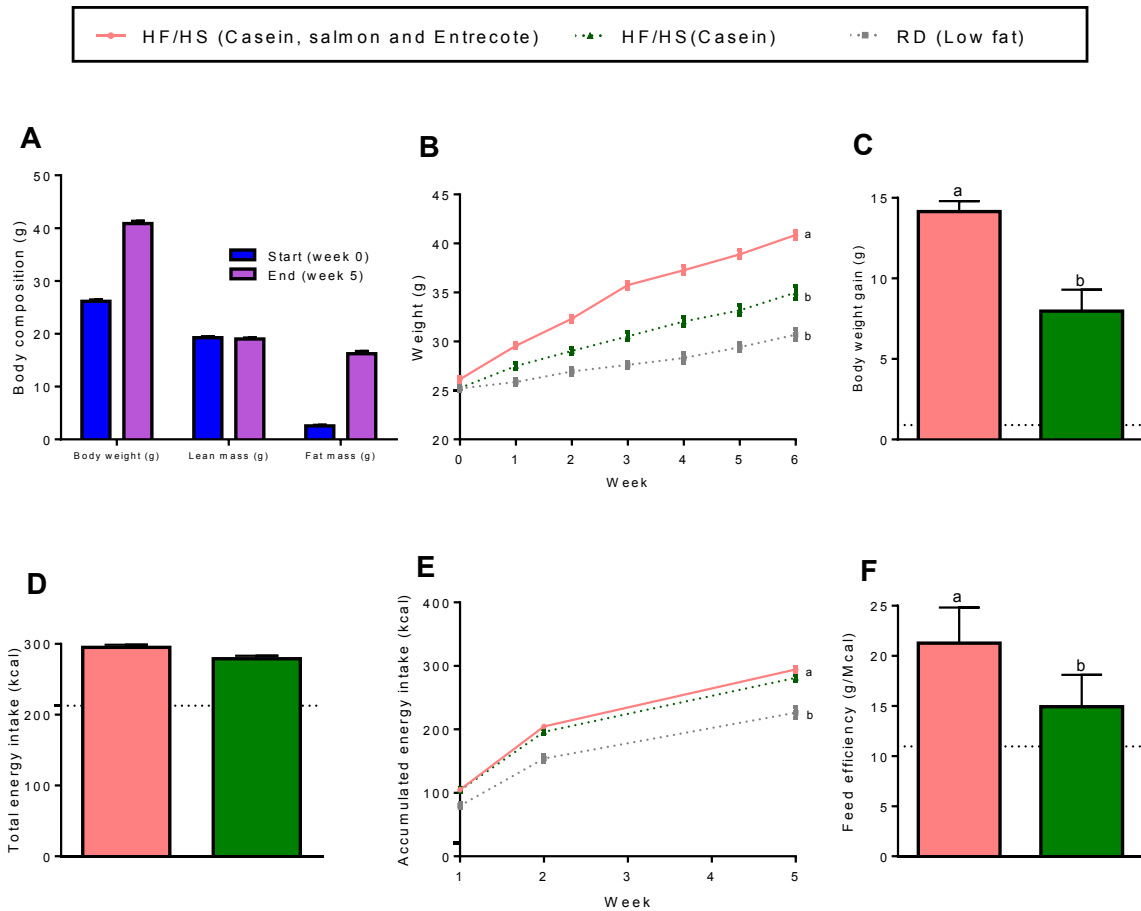 HF/HS (Casein, salmon and Entrecote) HF/HS(Casein) RD (Low fat)
A
Body composition (g)
50
40
30
20
10
0
Start (week 0)
End (week 5)
Body weight (g) Lean mass (g) Fat mass (g)
B
Weight (g)
45
40
35
30
25
20
a
b
b
0 1 2 3 4 5 6
Week
C
Body weight gain (g)
15
10
5
0
a
b
D
Total energy intake (kcal)
300
200
100
0
E
Accumulated energy intake (kcal)
400
300
200
100
0
a
b
1 2 3 4 5
Week
F
Feed efficiency (g/Mcal)
25
20
15
10
5
0
a
b